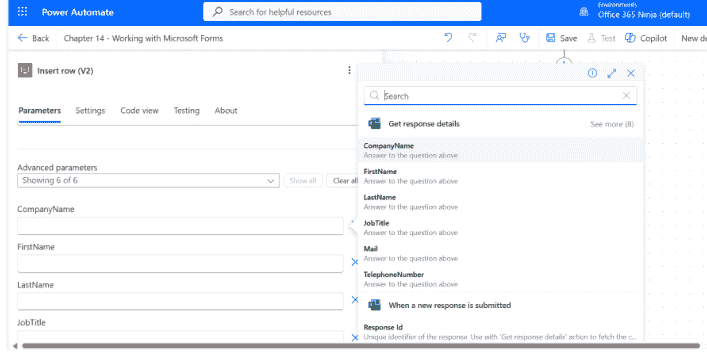 Power Automate
Search for helpful resources
Environments
Office 365 Ninja (default)
Back
Chapter 14 - Working with Microsoft Forms
Save
Test
Copilot
New de
Insert row (V2)
Parameters
Settings
Code view
Testing
About
Advanced parameters
Showing 6 of 6
Show all
Clear all
CompanyName
FirstName
LastName
JobTitle
Search
Get response details
See more (8)
CompanyName
Answer to the question above
FirstName
Answer to the question above
LastName
Answer to the question above
JobTitle
Answer to the question above
Mail
Answer to the question above
TelephoneNumber
Answer to the question above
When a new response is submitted
Response Id
Unique identifier of the response. Use with 'Get response details' action to fetch the c...